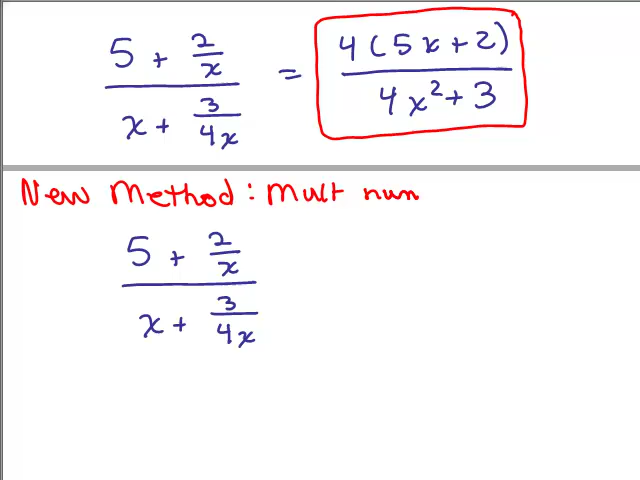 5 + 2/x / x + 3/4x = 4(5x+2) / 4x²+3
New Method: Mult num
5 + 2/x / x + 3/4x